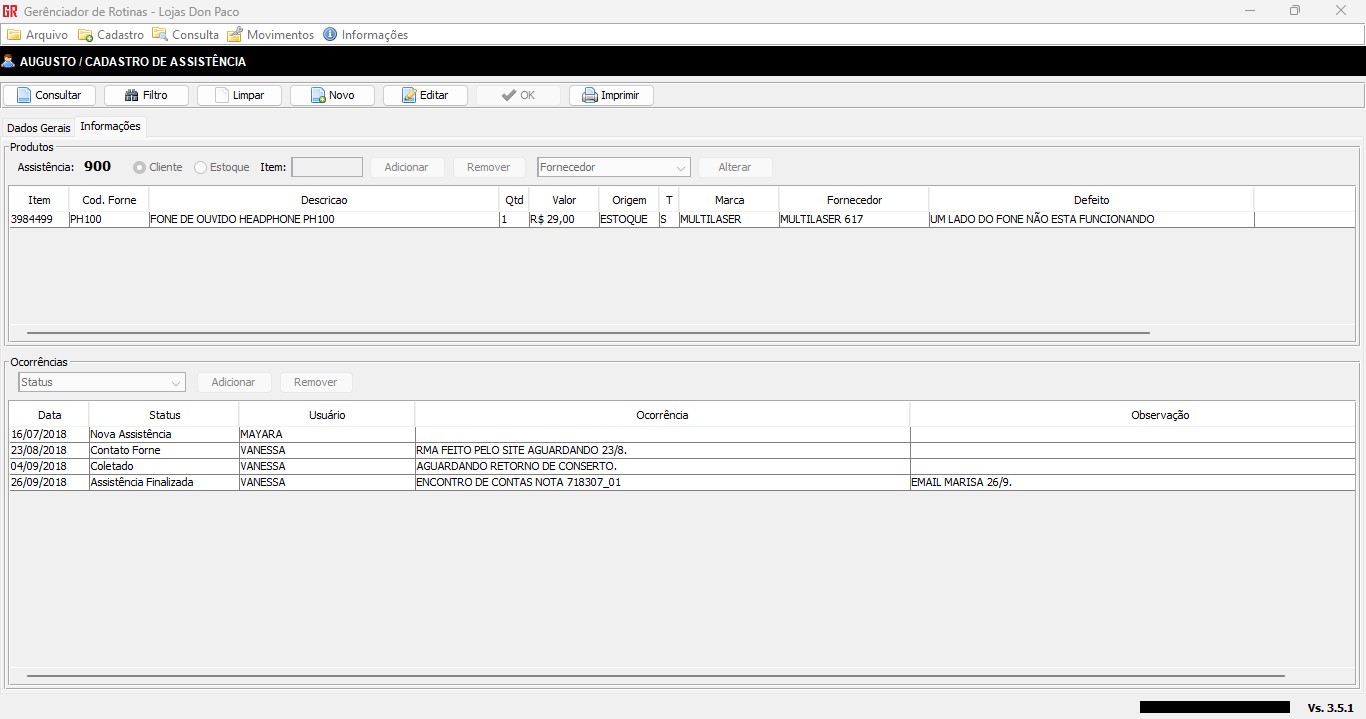 GR Gerênciador de Rotinas - Lojas Don Paco
Arquivo Cadastro Consulta Movimentos Informações
AUGUSTO / CADASTRO DE ASSISTÊNCIA
Consultar Filtro Limpar Novo Editar OK Imprimir
Dados Gerais Informações
Produtos
Assistência: 900 Cliente Estoque Item: Adicionar Remover Fornecedor Alterar
Item Cod. Forne Descricao Qtd Valor Origem T Marca Fornecedor Defeito
3984499 PH100 FONE DE OUVIDO HEADPHONE PH100 1 R$ 29,00 ESTOQUE S MULTILASER MULTILASER 617 UM LADO DO FONE NÃO ESTA FUNCIONANDO
Ocorrências
Status Adicionar Remover
Data Status Usuário Ocorrência Observação
16/07/2018 Nova Assistência MAYARA
23/08/2018 Contato Forne VANESSA RMA FEITO PELO SITE AGUARDANDO 23/8.
04/09/2018 Coletado VANESSA AGUARDANDO RETORNO DE CONSERTO.
26/09/2018 Assistência Finalizada VANESSA ENCONTRO DE CONTAS NOTA 718307_01 EMAIL MARISA 26/9.
Vs. 3.5.1